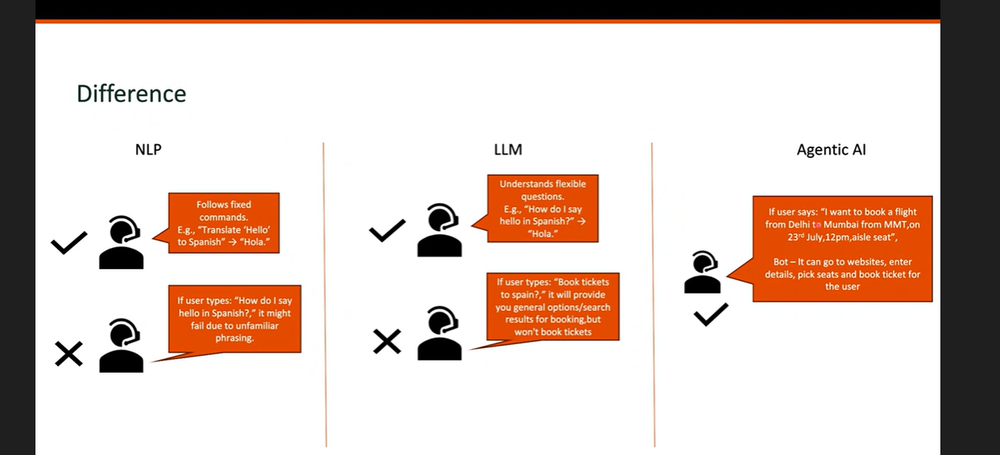 Difference
NLP
Follows fixed
commands.
E.g., “Translate ‘Hello’
to Spanish” → “Hola.”
If user types: “How do I say
hello in Spanish?,” it might
fail due to unfamiliar
phrasing.
LLM
Understands flexible
questions.
E.g., “How do I say
hello in Spanish?” →
“Hola.”
If user types: “Book tickets
to spain?,” it will provide
you general options/search
results for booking,but
won't book tickets
Agentic AI
If user says: “I want to book a flight
from Delhi to Mumbai from MMT,on
23rd July,12pm,aisle seat”,
Bot – It can go to websites, enter
details, pick seats and book ticket for
the user